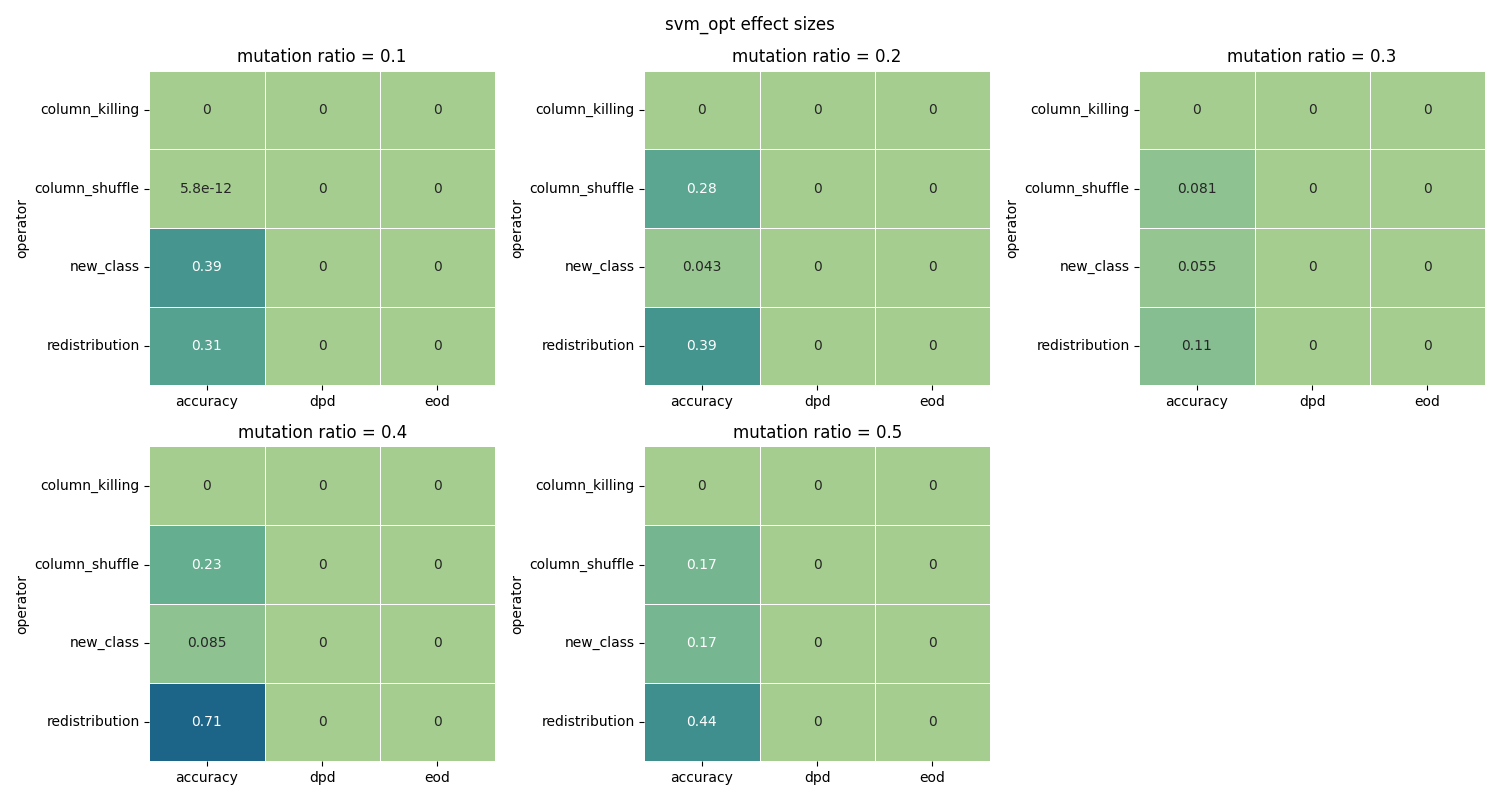 svm_opt effect sizes
mutation ratio = 0.1
column_killing 0 0 0
column_shuffle 5.8e-12 0 0
new_class 0.39 0 0
redistribution 0.31 0 0
operator
accuracy dpd eod
mutation ratio = 0.2
column_killing 0 0 0
column_shuffle 0.28 0 0
new_class 0.043 0 0
redistribution 0.39 0 0
operator
accuracy dpd eod
mutation ratio = 0.3
column_killing 0 0 0
column_shuffle 0.081 0 0
new_class 0.055 0 0
redistribution 0.11 0 0
operator
accuracy dpd eod
mutation ratio = 0.4
column_killing 0 0 0
column_shuffle 0.23 0 0
new_class 0.085 0 0
redistribution 0.71 0 0
operator
accuracy dpd eod
mutation ratio = 0.5
column_killing 0 0 0
column_shuffle 0.17 0 0
new_class 0.17 0 0
redistribution 0.44 0 0
operator
accuracy dpd eod